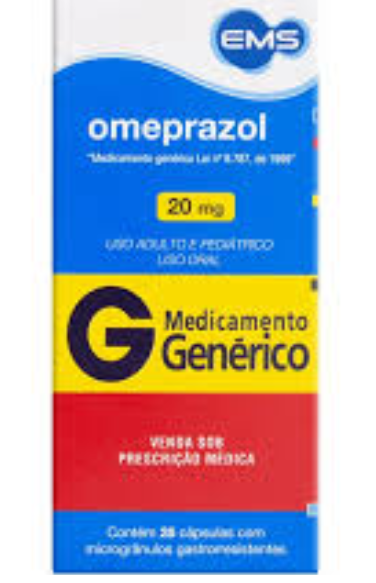 EMS
omeprazol
"Medicamento genérico Lei nº 9.787, de 1999"
20 mg
USO ADULTO E PEDIÁTRICO
USO ORAL
G Medicamento
Genérico
VENDA SOB
PRESCRIÇÃO MÉDICA
Contém 28 cápsulas com
microgrânulos gastrorresistentes.